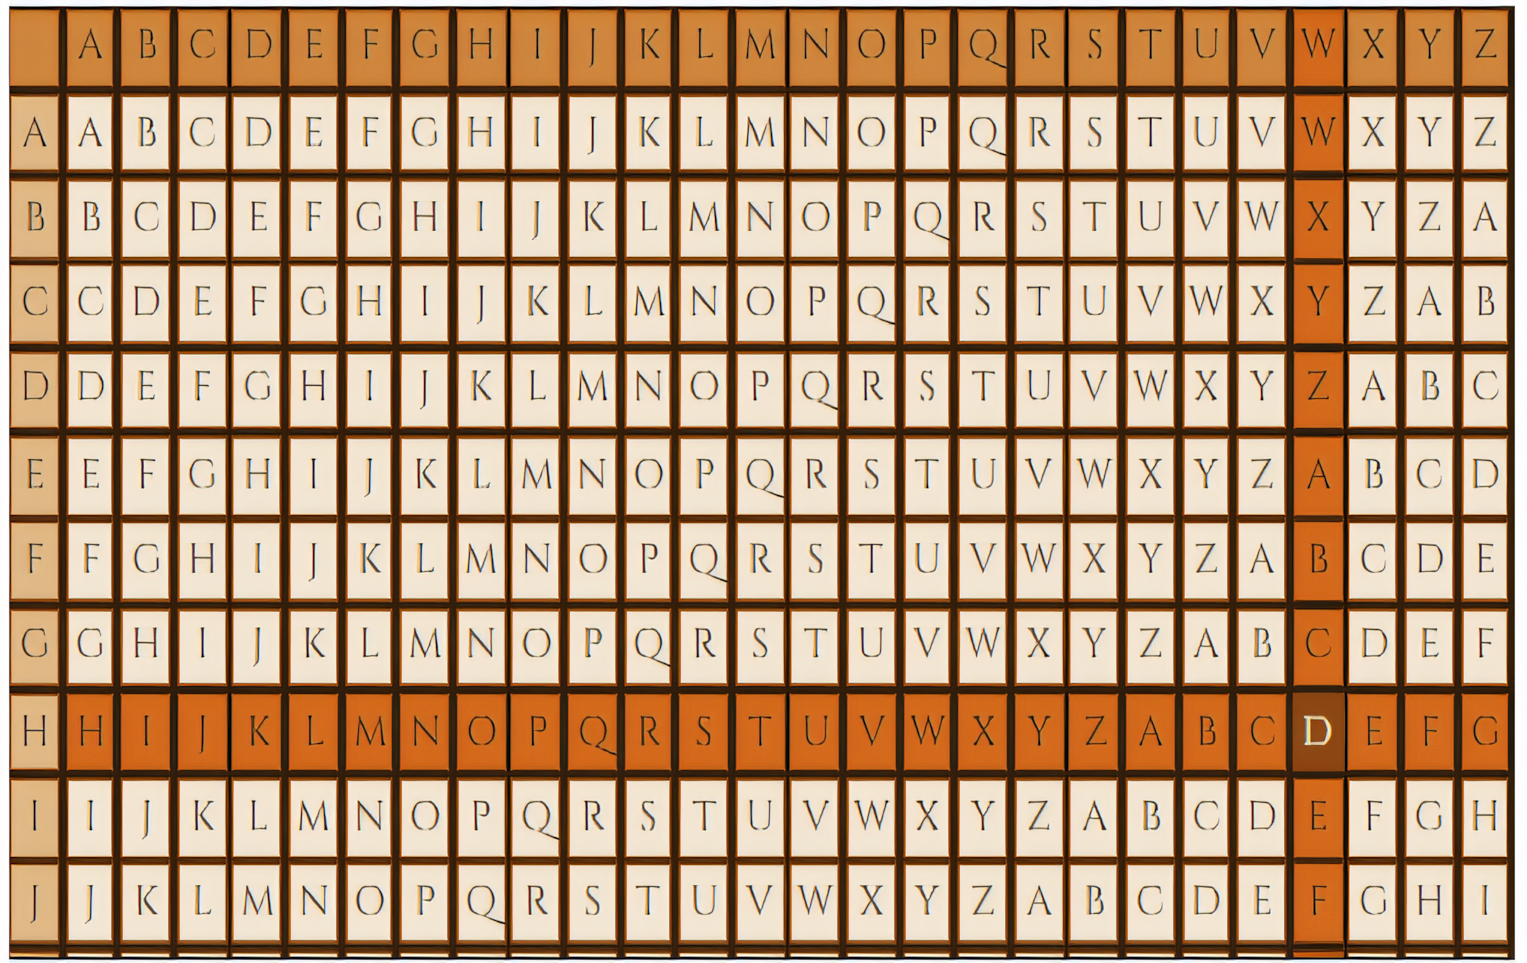 A B C D E F G H I J K L M N O P Q R S T U V W X Y Z
A A B C D E F G H I J K L M N O P Q R S T U V W X Y Z
B B C D E F G H I J K L M N O P Q R S T U V W X Y Z A
C C D E F G H I J K L M N O P Q R S T U V W X Y Z A B
D D E F G H I J K L M N O P Q R S T U V W X Y Z A B C
E E F G H I J K L M N O P Q R S T U V W X Y Z A B C D
F F G H I J K L M N O P Q R S T U V W X Y Z A B C D E
G G H I J K L M N O P Q R S T U V W X Y Z A B C D E F
H H I J K L M N O P Q R S T U V W X Y Z A B C D E F G
I I J K L M N O P Q R S T U V W X Y Z A B C D E F G H
J J K L M N O P Q R S T U V W X Y Z A B C D E F G H I